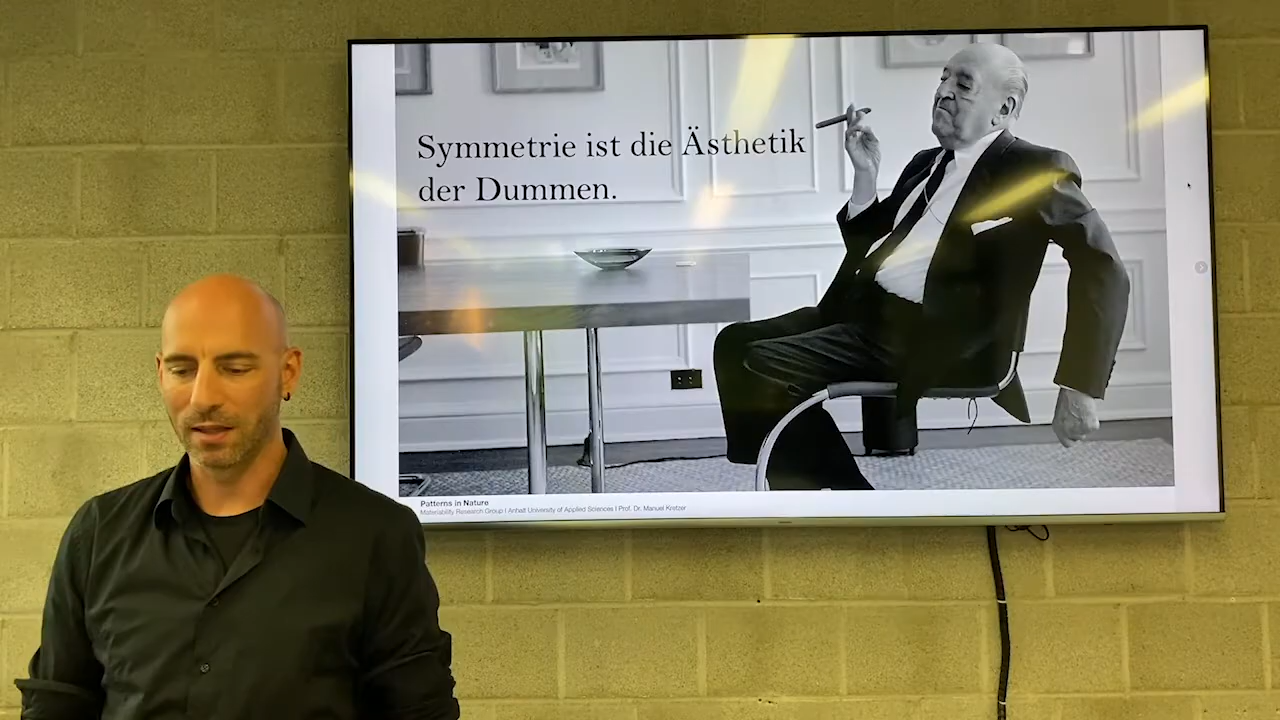 Symmetrie ist die Ästhetik
der Dummen.
Patterns in Nature
Materiability Research Group I Anhalt University of Applied Sciences I Prof. Dr. Manuel Kretzer